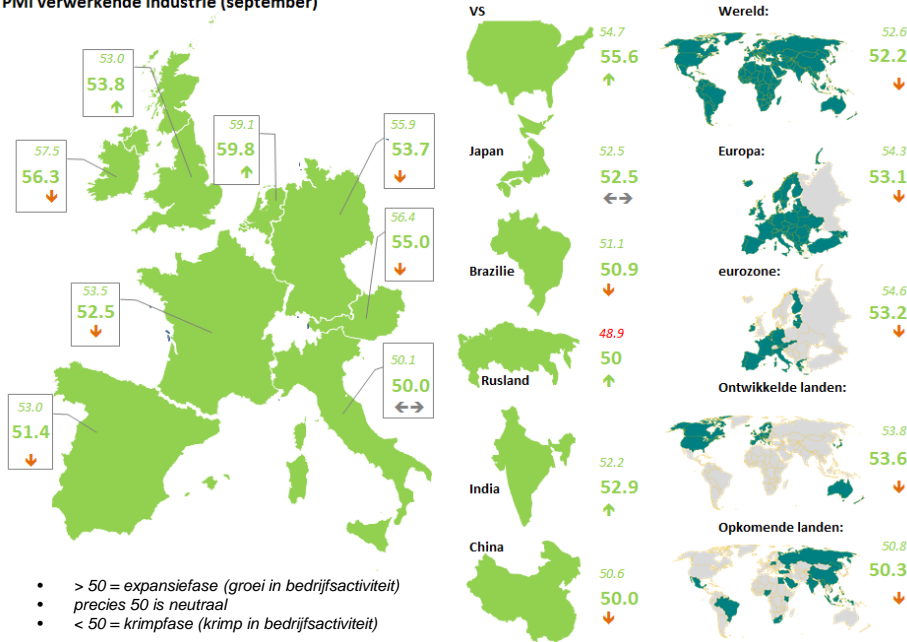 PMI verwerkende industrie (september)
53.0
53.8
57.5
56.3
59.1
59.8
55.9
53.7
56.4
55.0
53.5
52.5
50.1
50.0
53.0
51.4
• > 50 = expansiefase (groei in bedrijfsactiviteit)
• precies 50 is neutraal
• < 50 = krimpfase (krimp in bedrijfsactiviteit)
VS
54.7
55.6
Japan
52.5
52.5
Brazilie
51.1
50.9
Rusland
48.9
50
India
52.2
52.9
China
50.6
50.0
Wereld:
52.6
52.2
Europa:
54.3
53.1
eurozone:
54.6
53.2
Ontwikkelde landen:
53.8
53.6
Opkomende landen:
50.8
50.3